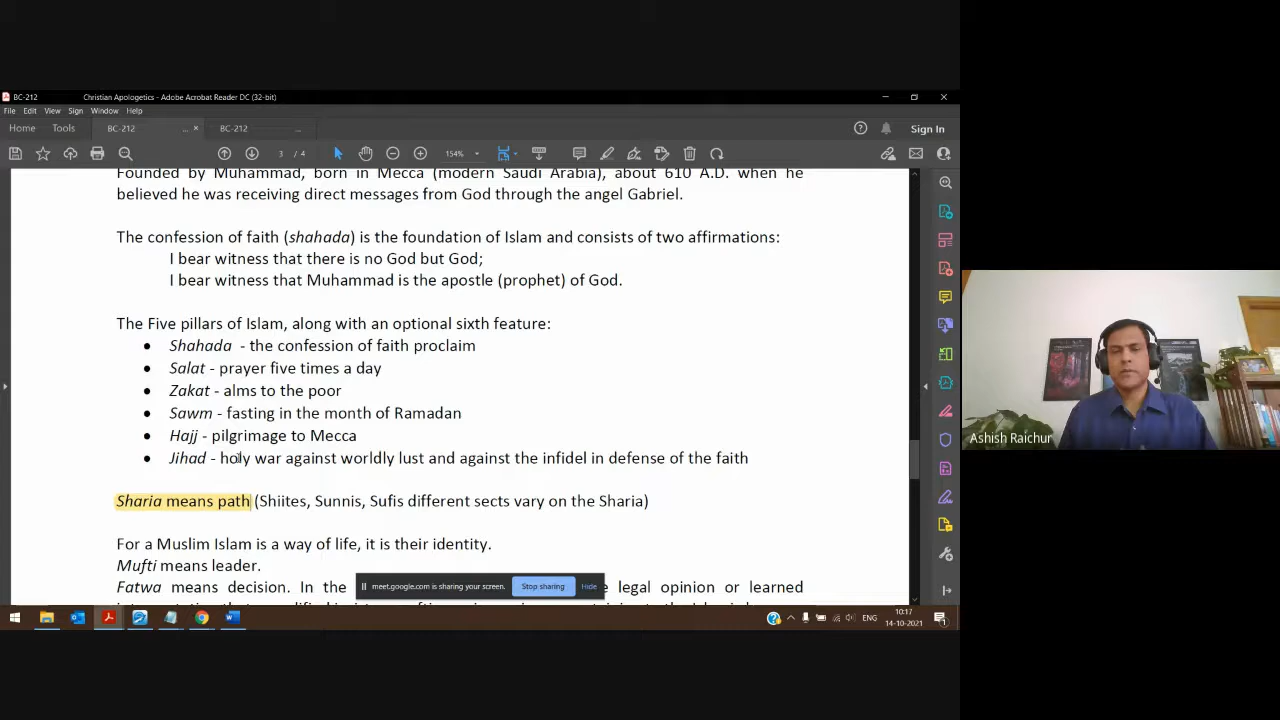 BC-212 Christian Apologetics - Adobe Acrobat Reader DC (32-bit)
File Edit View Sign Window Help
Home Tools BC-212 ... × BC-212 ... Sign In
3 / 4 154%
Founded by Muhammad, born in Mecca (modern Saudi Arabia), about 610 A.D. when he
believed he was receiving direct messages from God through the angel Gabriel.
The confession of faith (shahada) is the foundation of Islam and consists of two affirmations:
I bear witness that there is no God but God;
I bear witness that Muhammad is the apostle (prophet) of God.
The Five pillars of Islam, along with an optional sixth feature:
• Shahada - the confession of faith proclaim
• Salat - prayer five times a day
• Zakat - alms to the poor
• Sawm - fasting in the month of Ramadan
• Hajj - pilgrimage to Mecca
• Jihad - holy war against worldly lust and against the infidel in defense of the faith
Sharia means path (Shiites, Sunnis, Sufis different sects vary on the Sharia)
For a Muslim Islam is a way of life, it is their identity.
Mufti means leader.
Fatwa means decision. In the legal opinion or learned
meet.google.com is sharing your screen. Stop sharing Hide
Ashish Raichur
ENG 10:17
14-10-2021